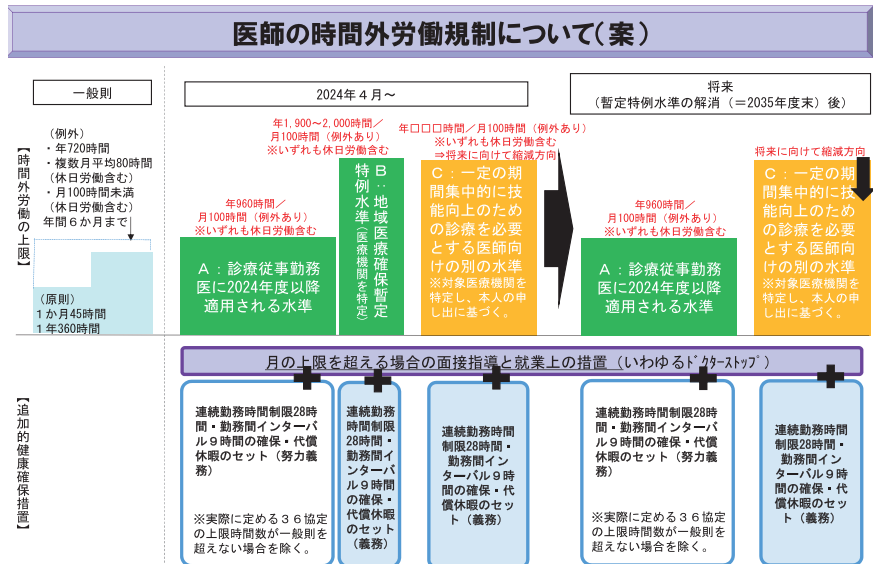 医師の時間外労働規制について(案)
一般則
2024年4月～
将来
(暫定特例水準の解消(=2035年度末)後)
【時間外労働の上限】
(例外)
・年720時間
・複数月平均80時間
(休日労働含む)
・月100時間未満
(休日労働含む)
年間6か月まで
(原則)
1か月45時間
1年360時間
年960時間/
月100時間(例外あり)
※いずれも休日労働含む
A:診療従事勤務
医に2024年度以降
適用される水準
年1,900～2,000時間/
月100時間(例外あり)
※いずれも休日労働含む
B:地域医療確保暫定
特例水準(医療機関を特定)
年□□□時間/月100時間(例外あり)
※いずれも休日労働含む
⇒将来に向けて縮減方向
C:一定の期
間集中的に技
能向上のため
の診療を必要
とする医師向
けの別の水準
※対象医療機関を
特定し、本人の申
し出に基づく。
年960時間/
月100時間(例外あり)
※いずれも休日労働含む
A:診療従事勤務
医に2024年度以降
適用される水準
将来に向けて縮減方向
C:一定の期
間集中的に技
能向上のため
の診療を必要
とする医師向
けの別の水準
※対象医療機関を
特定し、本人の申
し出に基づく。
月の上限を超える場合の面接指導と就業上の措置(いわゆるﾄﾞｸﾀｰｽﾄｯﾌﾟ)
【追加的健康確保措置】
連続勤務時間制限28時
間・勤務間インターバ
ル9時間の確保・代償
休暇のセット(努力義
務)
※実際に定める36協定
の上限時間数が一般則を
超えない場合を除く。
連続勤務
時間制限
28時間・
勤務間イ
ンターバ
ル9時間
の確保・
代償休暇
のセット
(義務)
連続勤務時間
制限28時間・
勤務間イン
ターバル9時
間の確保・代
償休暇のセッ
ト(義務)
連続勤務時間制限28時
間・勤務間インターバ
ル9時間の確保・代償
休暇のセット(努力義
務)
※実際に定める36協定
の上限時間数が一般則を
超えない場合を除く。
連続勤務時間
制限28時間・
勤務間イン
ターバル9時
間の確保・代
償休暇のセッ
ト(義務)